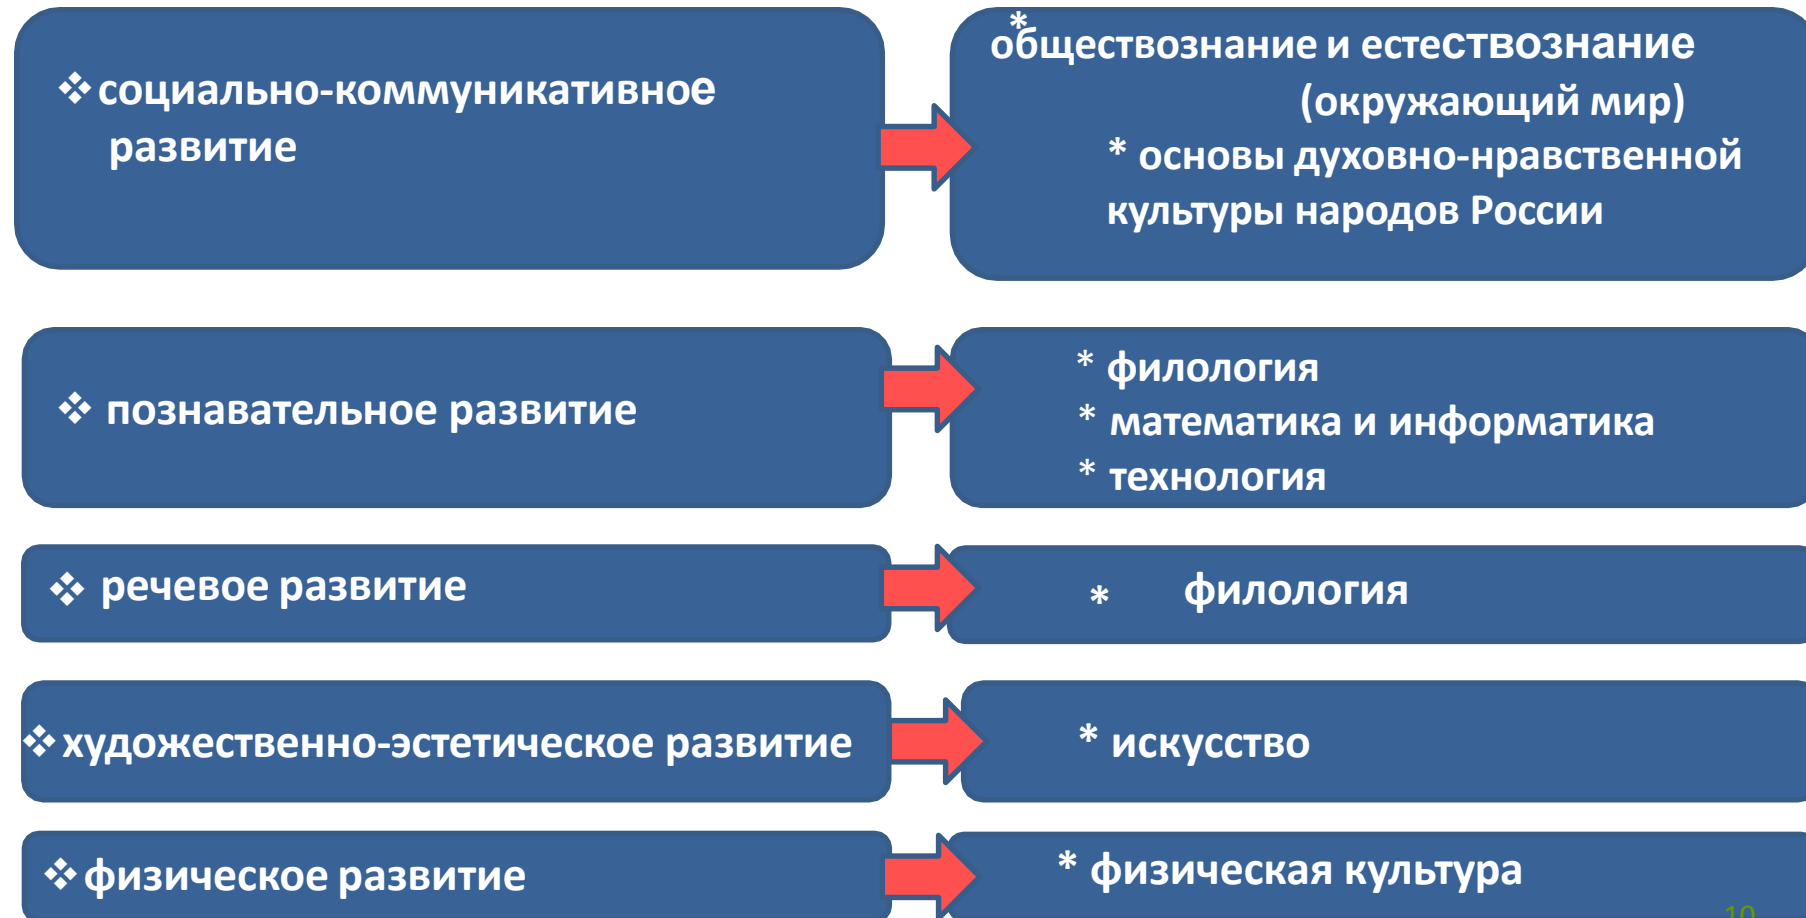 ❖социально-коммуникативное
развитие
*
обществознание и естествознание
(окружающий мир)
* основы духовно-нравственной
культуры народов России
❖ познавательное развитие
* филология
* математика и информатика
* технология
❖ речевое развитие
* филология
❖художественно-эстетическое развитие
* искусство
❖физическое развитие
* физическая культура
10